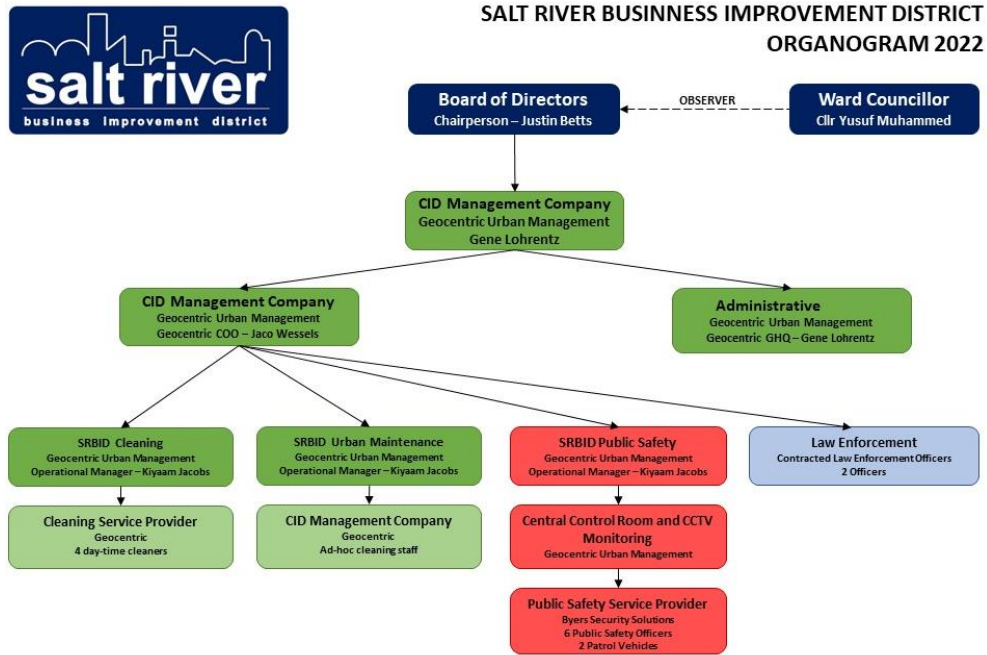 SALT RIVER BUSINNESS IMPROVEMENT DISTRICT
ORGANOGRAM 2022
salt river
business improvement district
Board of Directors
Chairperson – Justin Betts
OBSERVER
Ward Councillor
Cllr Yusuf Muhammed
CID Management Company
Geocentric Urban Management
Gene Lohrentz
CID Management Company
Geocentric Urban Management
Geocentric COO – Jaco Wessels
Administrative
Geocentric Urban Management
Geocentric GHQ – Gene Lohrentz
SRBID Cleaning
Geocentric Urban Management
Operational Manager – Kiyaam Jacobs
SRBID Urban Maintenance
Geocentric Urban Management
Operational Manager – Kiyaam Jacobs
SRBID Public Safety
Geocentric Urban Management
Operational Manager – Kiyaam Jacobs
Law Enforcement
Contracted Law Enforcement Officers
2 Officers
Cleaning Service Provider
Geocentric
4 day-time cleaners
CID Management Company
Geocentric
Ad-hoc cleaning staff
Central Control Room and CCTV
Monitoring
Geocentric Urban Management
Public Safety Service Provider
Byers Security Solutions
6 Public Safety Officers
2 Patrol Vehicles